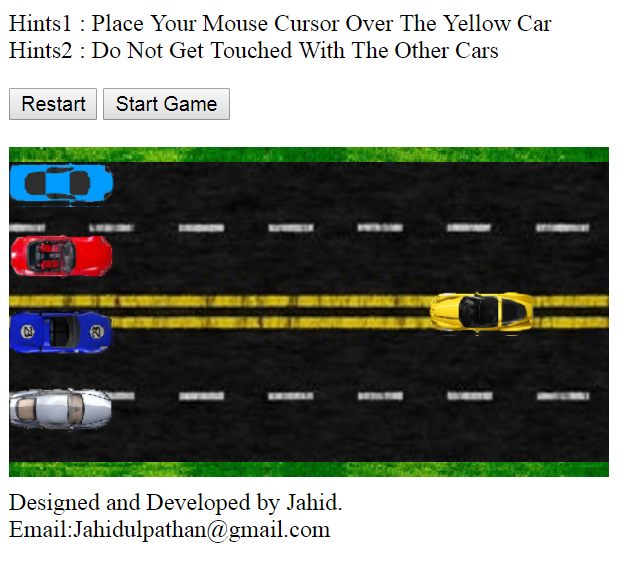 Hints1 : Place Your Mouse Cursor Over The Yellow Car
Hints2 : Do Not Get Touched With The Other Cars
Restart Start Game
Designed and Developed by Jahid.
Email:Jahidulpathan@gmail.com